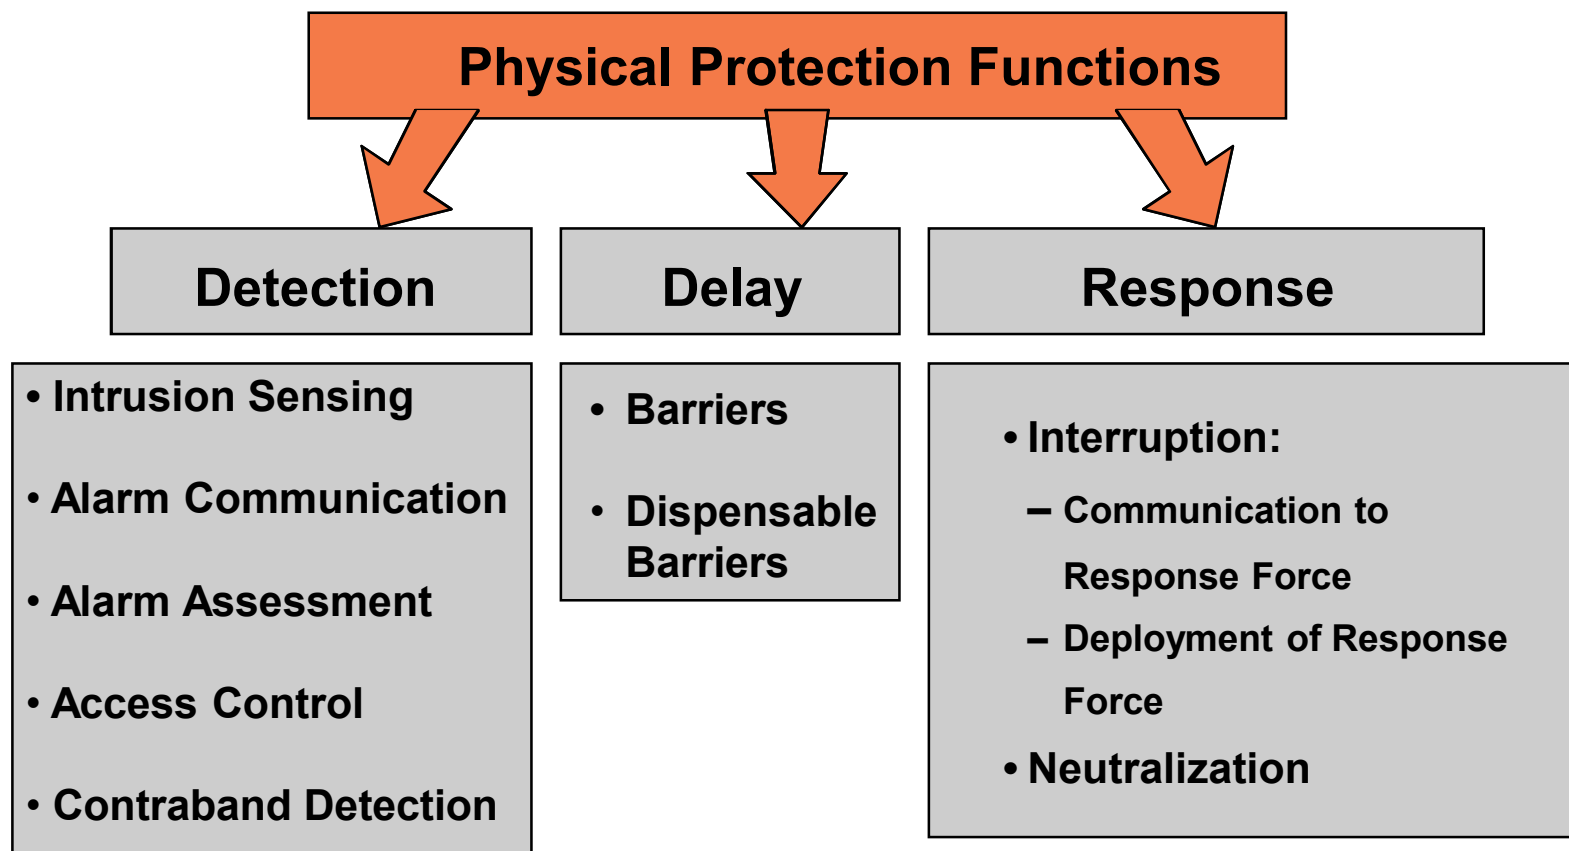 Physical Protection Functions
Detection
Delay
Response
• Intrusion Sensing
• Alarm Communication
• Alarm Assessment
• Access Control
• Contraband Detection
• Barriers
• Dispensable
Barriers
• Interruption:
– Communication to
Response Force
– Deployment of Response
Force
• Neutralization